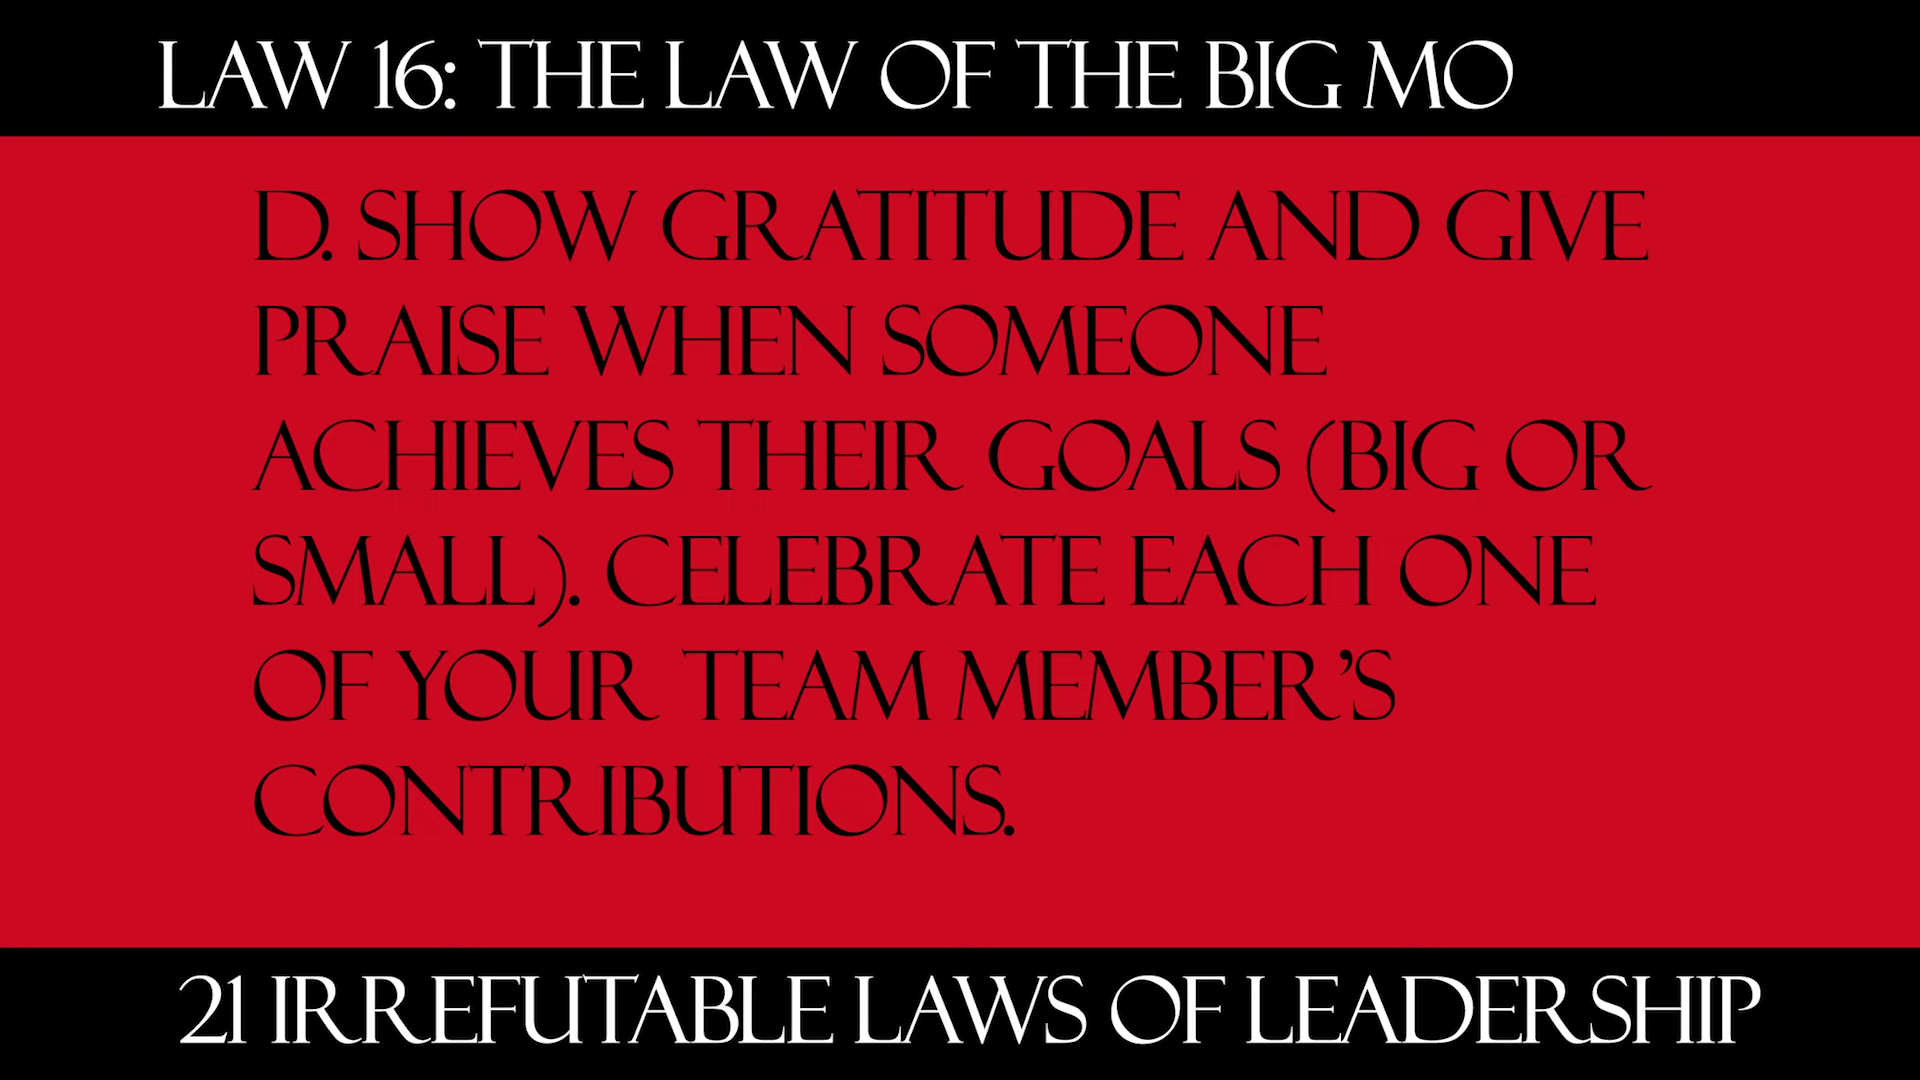 LAW 16: THE LAW OF THE BIG MO
D. SHOW GRATITUDE AND GIVE
PRAISE WHEN SOMEONE
ACHIEVES THEIR GOALS (BIG OR
SMALL). CELEBRATE EACH ONE
OF YOUR TEAM MEMBER’S
CONTRIBUTIONS.
21 IRREFUTABLE LAWS OF LEADERSHIP